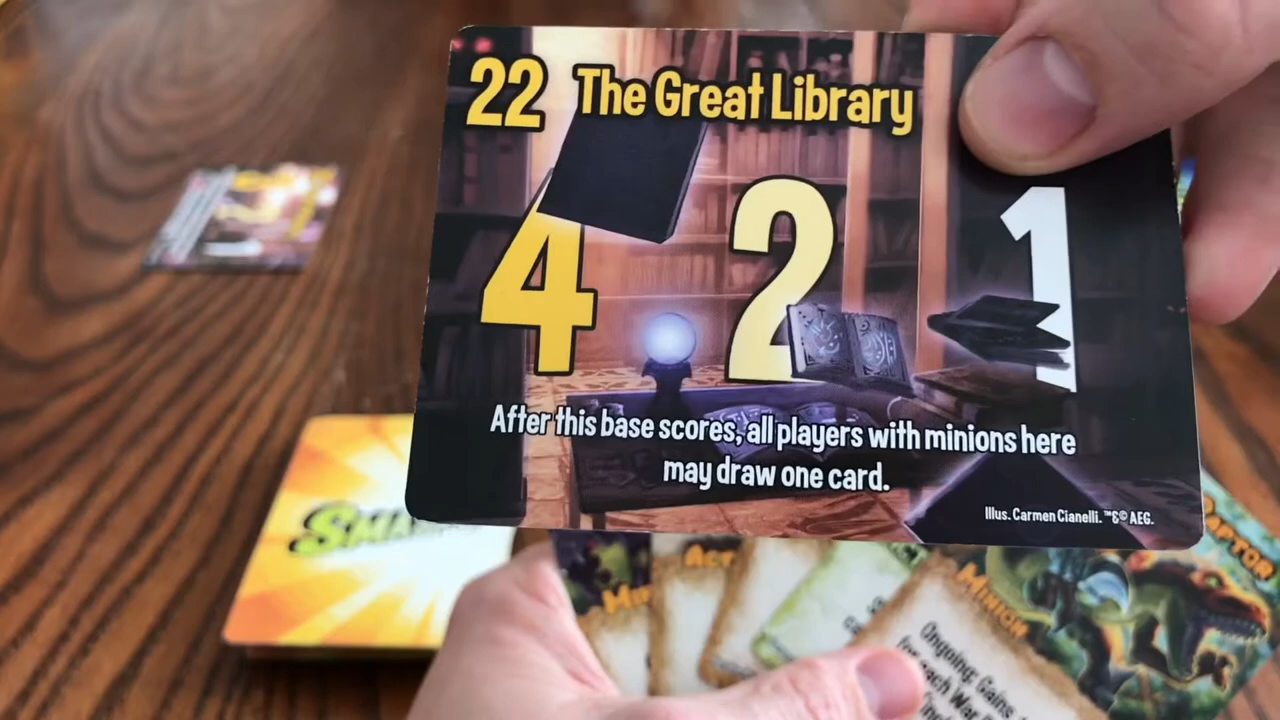 22 The Great Library
4 2 1
After this base scores, all players with minions here
may draw one card.
Illus. Carmen Cianelli. ™&© AEG.
Minion
Ongoing: Gains